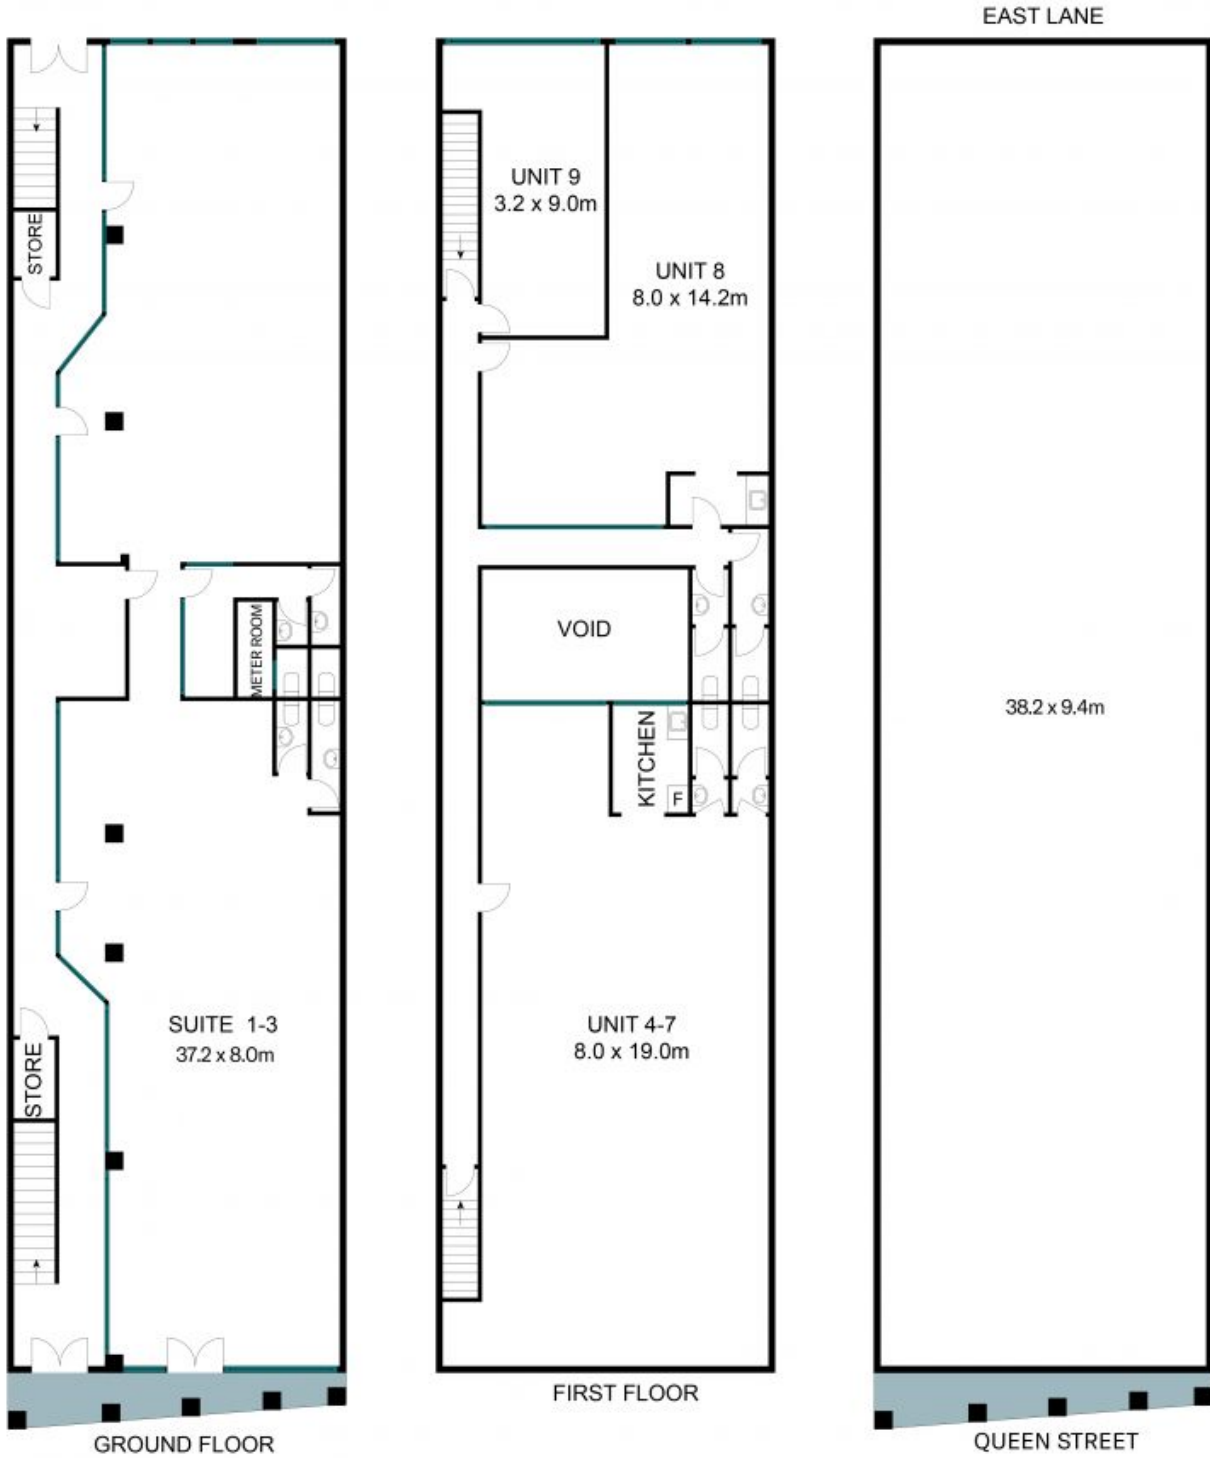 EAST LANE
STORE
UNIT 9
3.2 x 9.0m
UNIT 8
8.0 x 14.2m
METER ROOM
VOID
38.2 x 9.4m
KITCHEN
F
SUITE 1-3
37.2 x 8.0m
UNIT 4-7
8.0 x 19.0m
STORE
FIRST FLOOR
GROUND FLOOR
QUEEN STREET